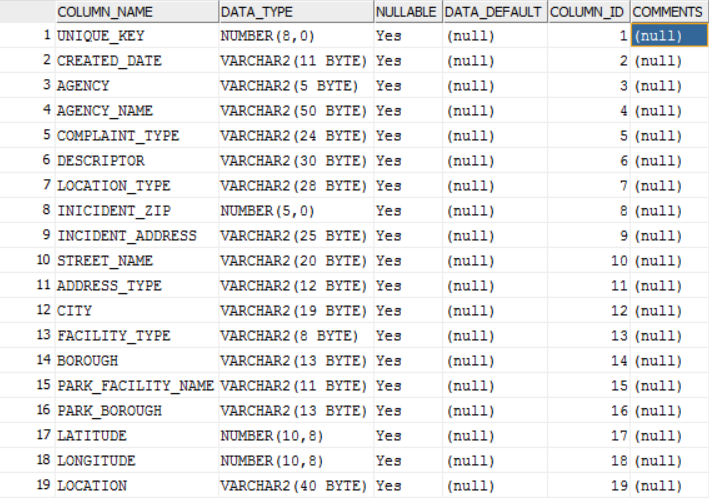 COLUMN_NAME DATA_TYPE NULLABLE DATA_DEFAULT COLUMN_ID COMMENTS
1 UNIQUE_KEY NUMBER(8,0) Yes (null) 1 (null)
2 CREATED_DATE VARCHAR2(11 BYTE) Yes (null) 2 (null)
3 AGENCY VARCHAR2(5 BYTE) Yes (null) 3 (null)
4 AGENCY_NAME VARCHAR2(50 BYTE) Yes (null) 4 (null)
5 COMPLAINT_TYPE VARCHAR2(24 BYTE) Yes (null) 5 (null)
6 DESCRIPTOR VARCHAR2(30 BYTE) Yes (null) 6 (null)
7 LOCATION_TYPE VARCHAR2(28 BYTE) Yes (null) 7 (null)
8 INICIDENT_ZIP NUMBER(5,0) Yes (null) 8 (null)
9 INCIDENT_ADDRESS VARCHAR2(25 BYTE) Yes (null) 9 (null)
10 STREET_NAME VARCHAR2(20 BYTE) Yes (null) 10 (null)
11 ADDRESS_TYPE VARCHAR2(12 BYTE) Yes (null) 11 (null)
12 CITY VARCHAR2(19 BYTE) Yes (null) 12 (null)
13 FACILITY_TYPE VARCHAR2(8 BYTE) Yes (null) 13 (null)
14 BOROUGH VARCHAR2(13 BYTE) Yes (null) 14 (null)
15 PARK_FACILITY_NAME VARCHAR2(11 BYTE) Yes (null) 15 (null)
16 PARK_BOROUGH VARCHAR2(13 BYTE) Yes (null) 16 (null)
17 LATITUDE NUMBER(10,8) Yes (null) 17 (null)
18 LONGITUDE NUMBER(10,8) Yes (null) 18 (null)
19 LOCATION VARCHAR2(40 BYTE) Yes (null) 19 (null)